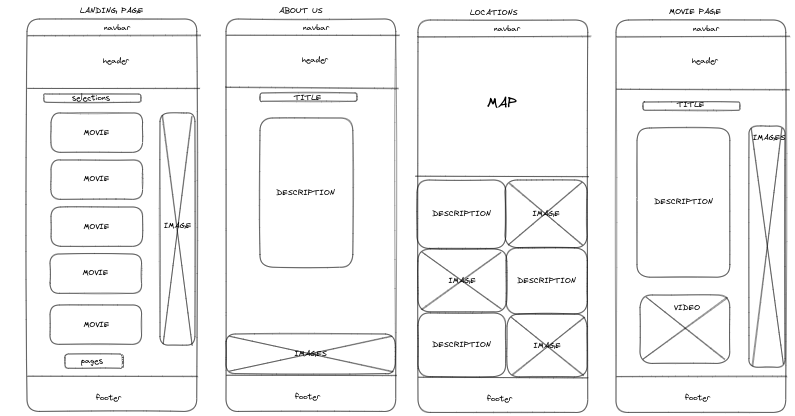 LANDING PAGE
navbar
header
selections
MOVIE
MOVIE
MOVIE
MOVIE
MOVIE
IMAGE
pages
footer
ABOUT US
navbar
header
TITLE
DESCRIPTION
IMAGES
footer
LOCATIONS
navbar
MAP
DESCRIPTION
IMAGE
IMAGE
DESCRIPTION
DESCRIPTION
IMAGE
footer
MOVIE PAGE
navbar
header
TITLE
IMAGES
DESCRIPTION
VIDEO
footer